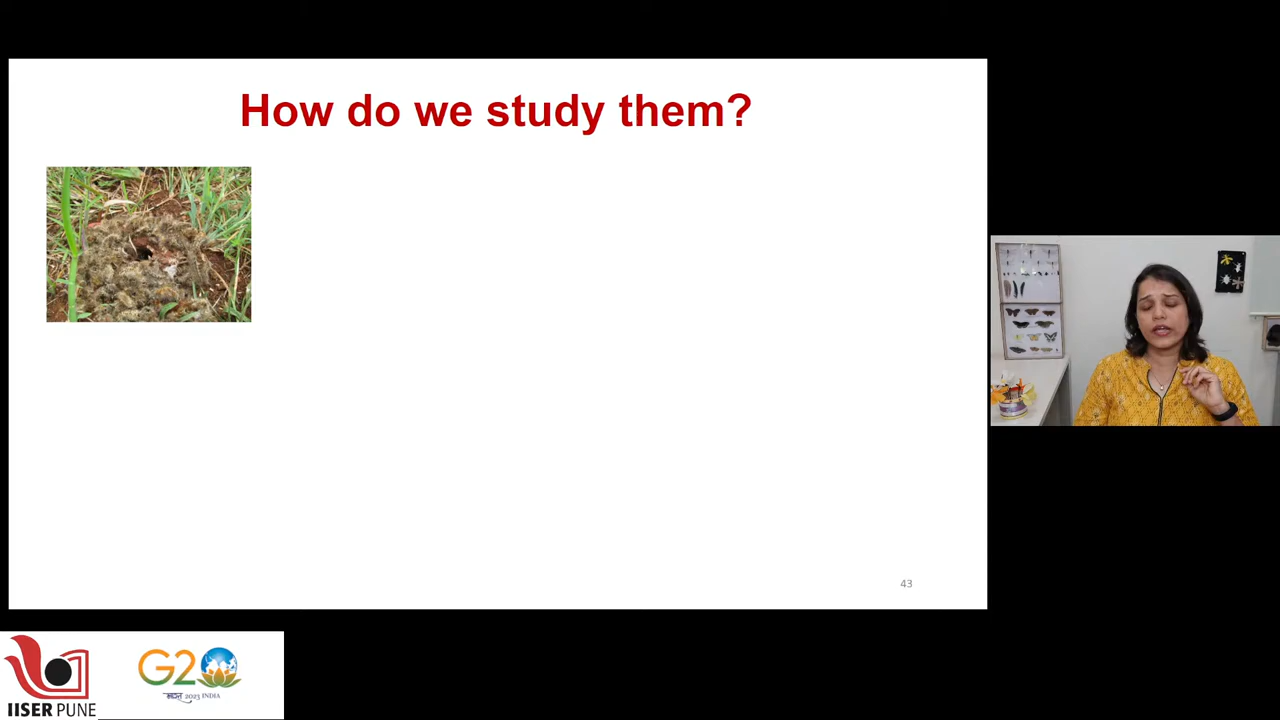 How do we study them?
43
IISER PUNE
G20
भारत 2023 INDIA